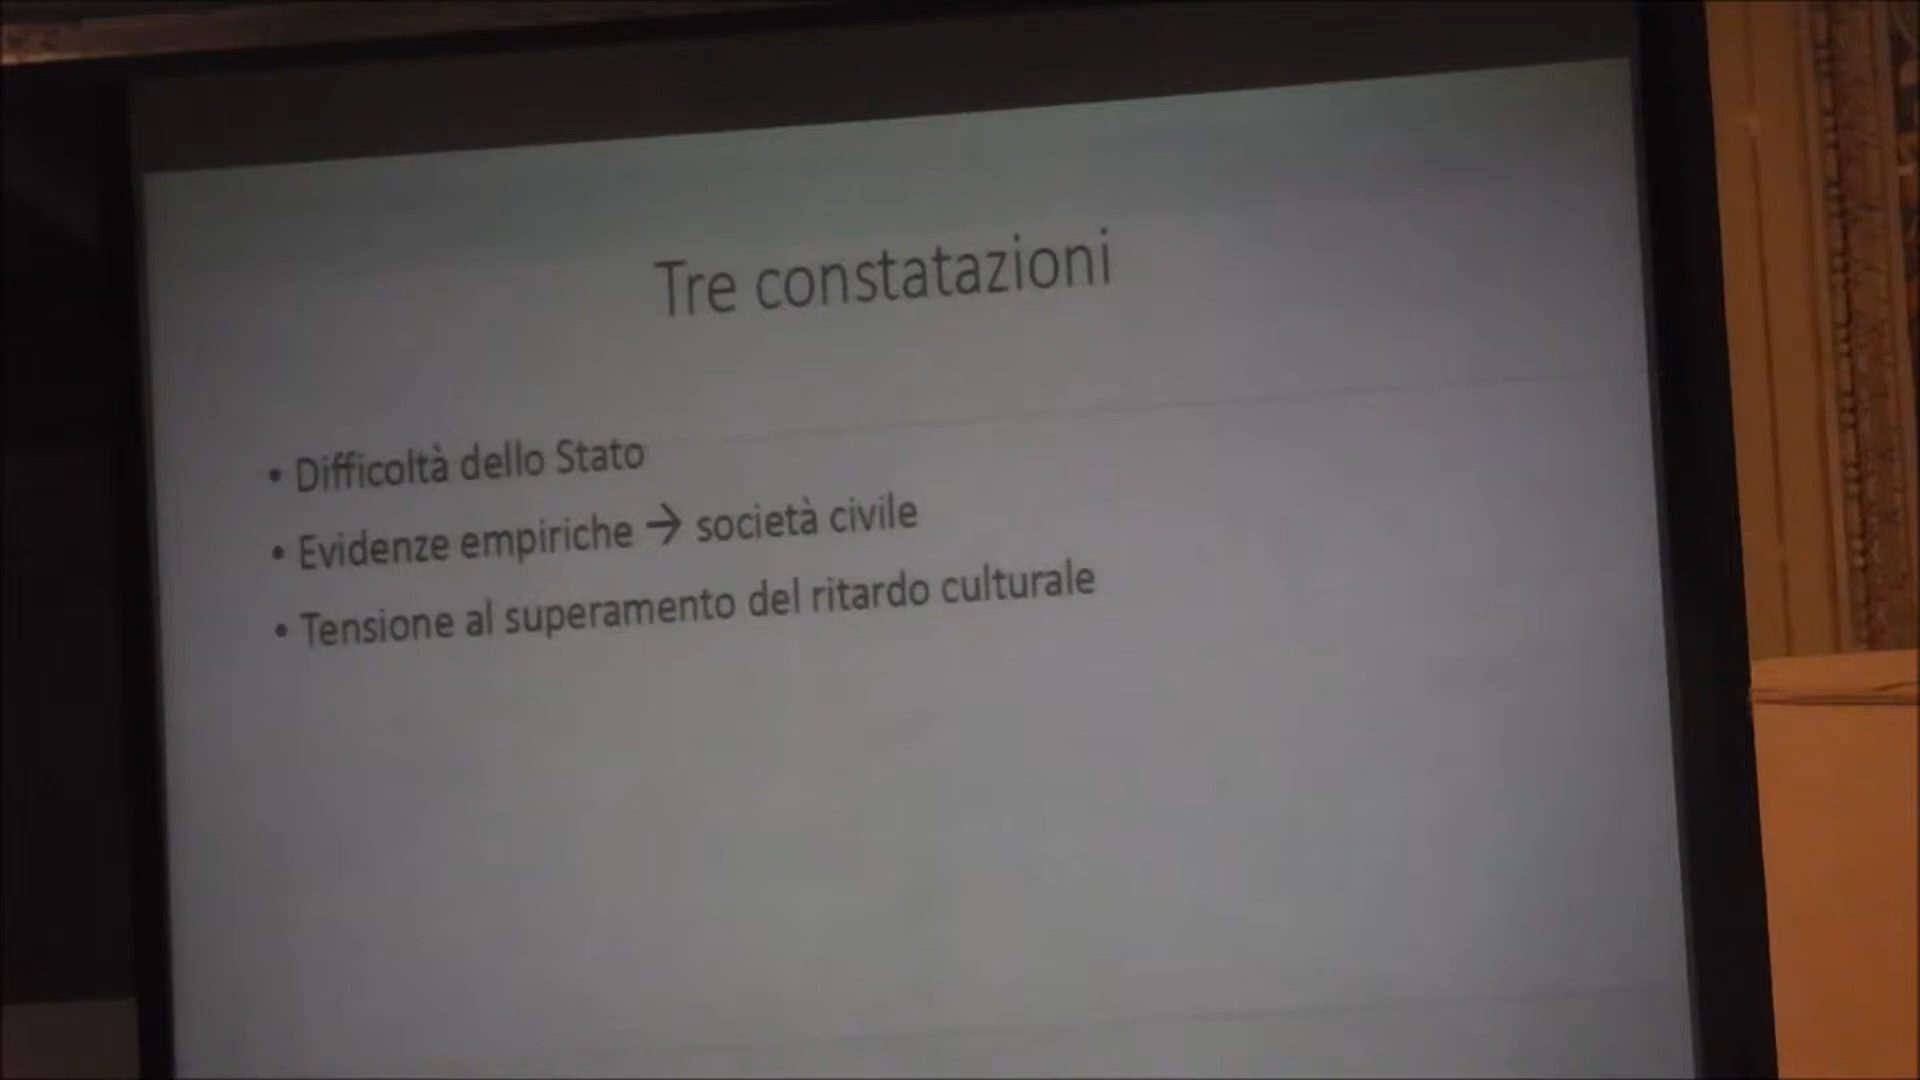 Tre constatazioni
• Difficoltà dello Stato
• Evidenze empiriche → società civile
• Tensione al superamento del ritardo culturale